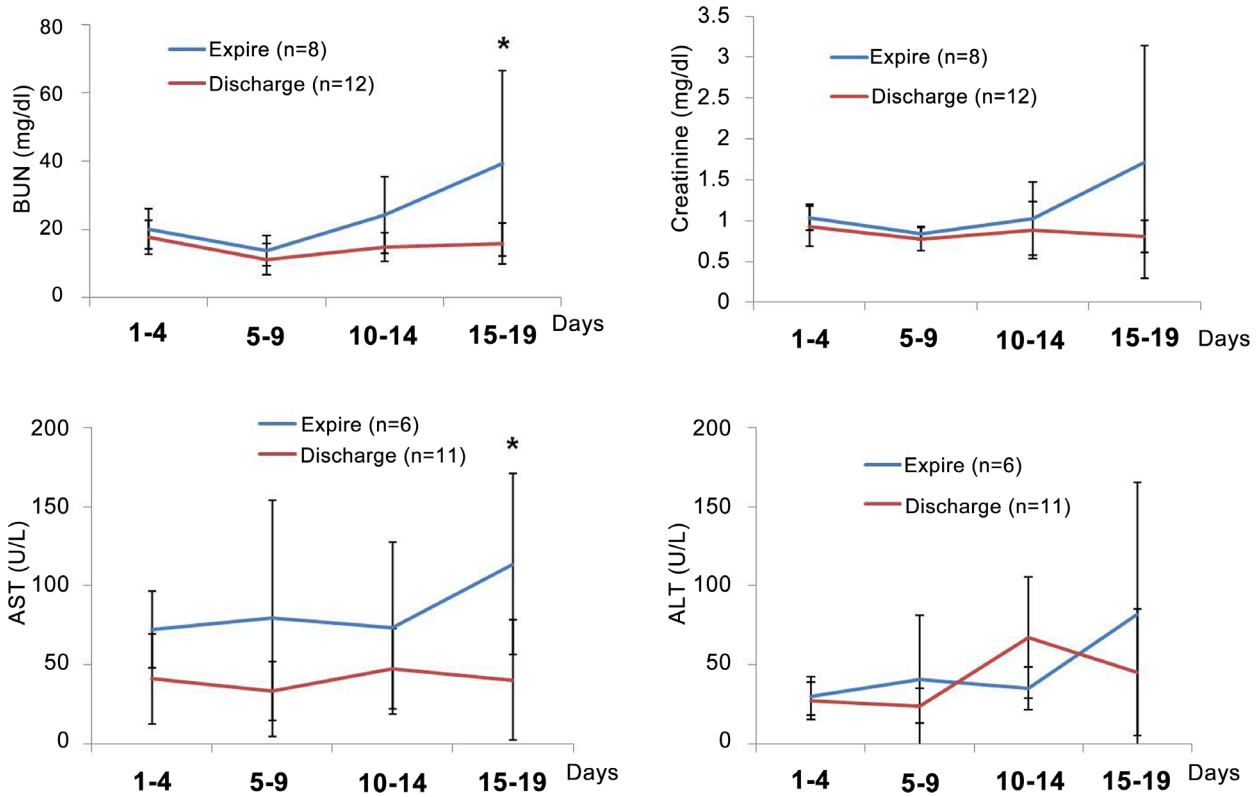 80
60
40
20
0
BUN (mg/dl)
Expire (n=8)
Discharge (n=12)
*
1-4 5-9 10-14 15-19 Days
3.5
3
2.5
2
1.5
1
0.5
0
Creatinine (mg/dl)
Expire (n=8)
Discharge (n=12)
1-4 5-9 10-14 15-19 Days
200
150
100
50
0
AST (U/L)
Expire (n=6)
Discharge (n=11)
*
1-4 5-9 10-14 15-19 Days
200
150
100
50
0
ALT (U/L)
Expire (n=6)
Discharge (n=11)
1-4 5-9 10-14 15-19 Days